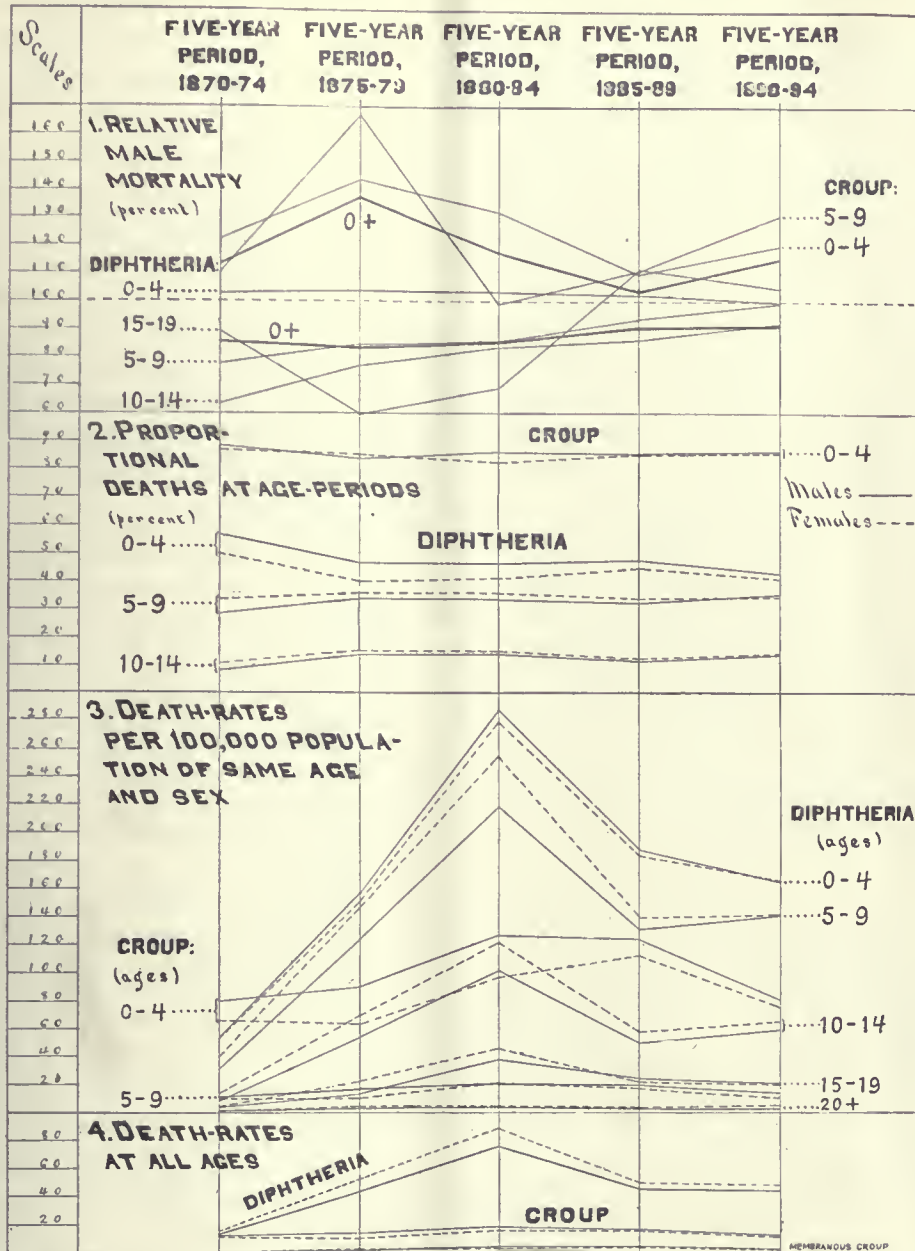 Scales
FIVE-YEAR PERIOD, 1870-74
FIVE-YEAR PERIOD, 1875-79
FIVE-YEAR PERIOD, 1880-84
FIVE-YEAR PERIOD, 1885-89
FIVE-YEAR PERIOD, 1890-94
1. RELATIVE
MALE
MORTALITY
(percent)
160
150
140
130
120
110
100
90
80
70
60
0+
CROUP:
5-9
0-4
DIPHTHERIA:
0-4
15-19
0+
5-9
10-14
2. PROPOR-
TIONAL
DEATHS AT AGE-PERIODS
(percent)
90
80
70
60
50
40
30
20
10
CROUP
0-4
Males
Females
DIPHTHERIA
0-4
5-9
10-14
3. DEATH-RATES
PER 100,000 POPULA-
TION OF SAME AGE
AND SEX
260
240
220
200
180
160
140
120
100
80
60
40
20
DIPHTHERIA
(ages)
0-4
5-9
10-14
15-19
20+
CROUP:
(ages)
0-4
5-9
4. DEATH-RATES
AT ALL AGES
80
60
40
20
DIPHTHERIA
CROUP
MEMBRANOUS CROUP